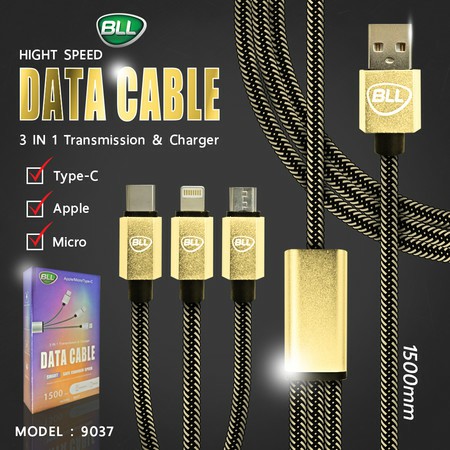 BLL
HIGHT SPEED
DATA CABLE
3 IN 1 Transmission & Charger
Type-C
Apple
Micro
BLL
BLL
BLL
BLL
DATA CABLE
1500
1500mm
MODEL : 9037